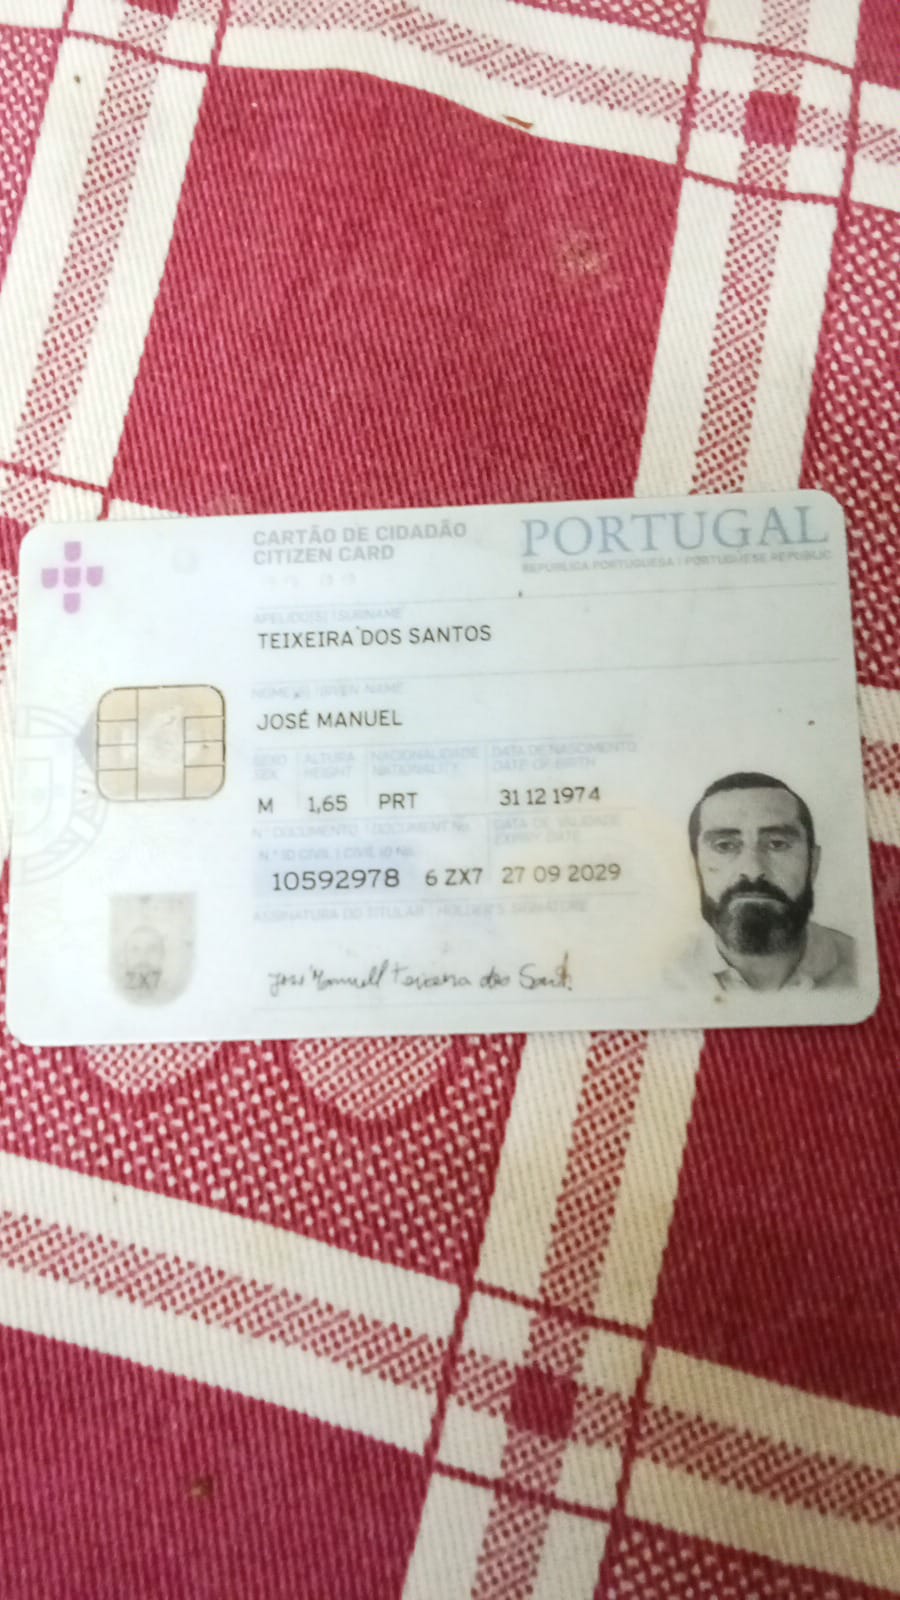 CARTÃO DE CIDADÃO
CITIZEN CARD
PORTUGAL
REPÚBLICA PORTUGUESA | PORTUGUESE REPUBLIC
APELIDO(S) | SURNAME
TEIXEIRA DOS SANTOS
NOME(S) | GIVEN NAME
JOSÉ MANUEL
SEXO ALTURA NACIONALIDADE DATA DE NASCIMENTO
SEX HEIGHT NATIONALITY DATE OF BIRTH
M 1,65 PRT 31 12 1974
N.º DOCUMENTO | DOCUMENT No. DATA DE VALIDADE
EXPIRY DATE
N.º ID CIVIL | CIVIL ID No.
10592978 6 ZX7 27 09 2029
ASSINATURA DO TITULAR | HOLDER'S SIGNATURE
José Manuell Teixeira dos Sant
ZX7